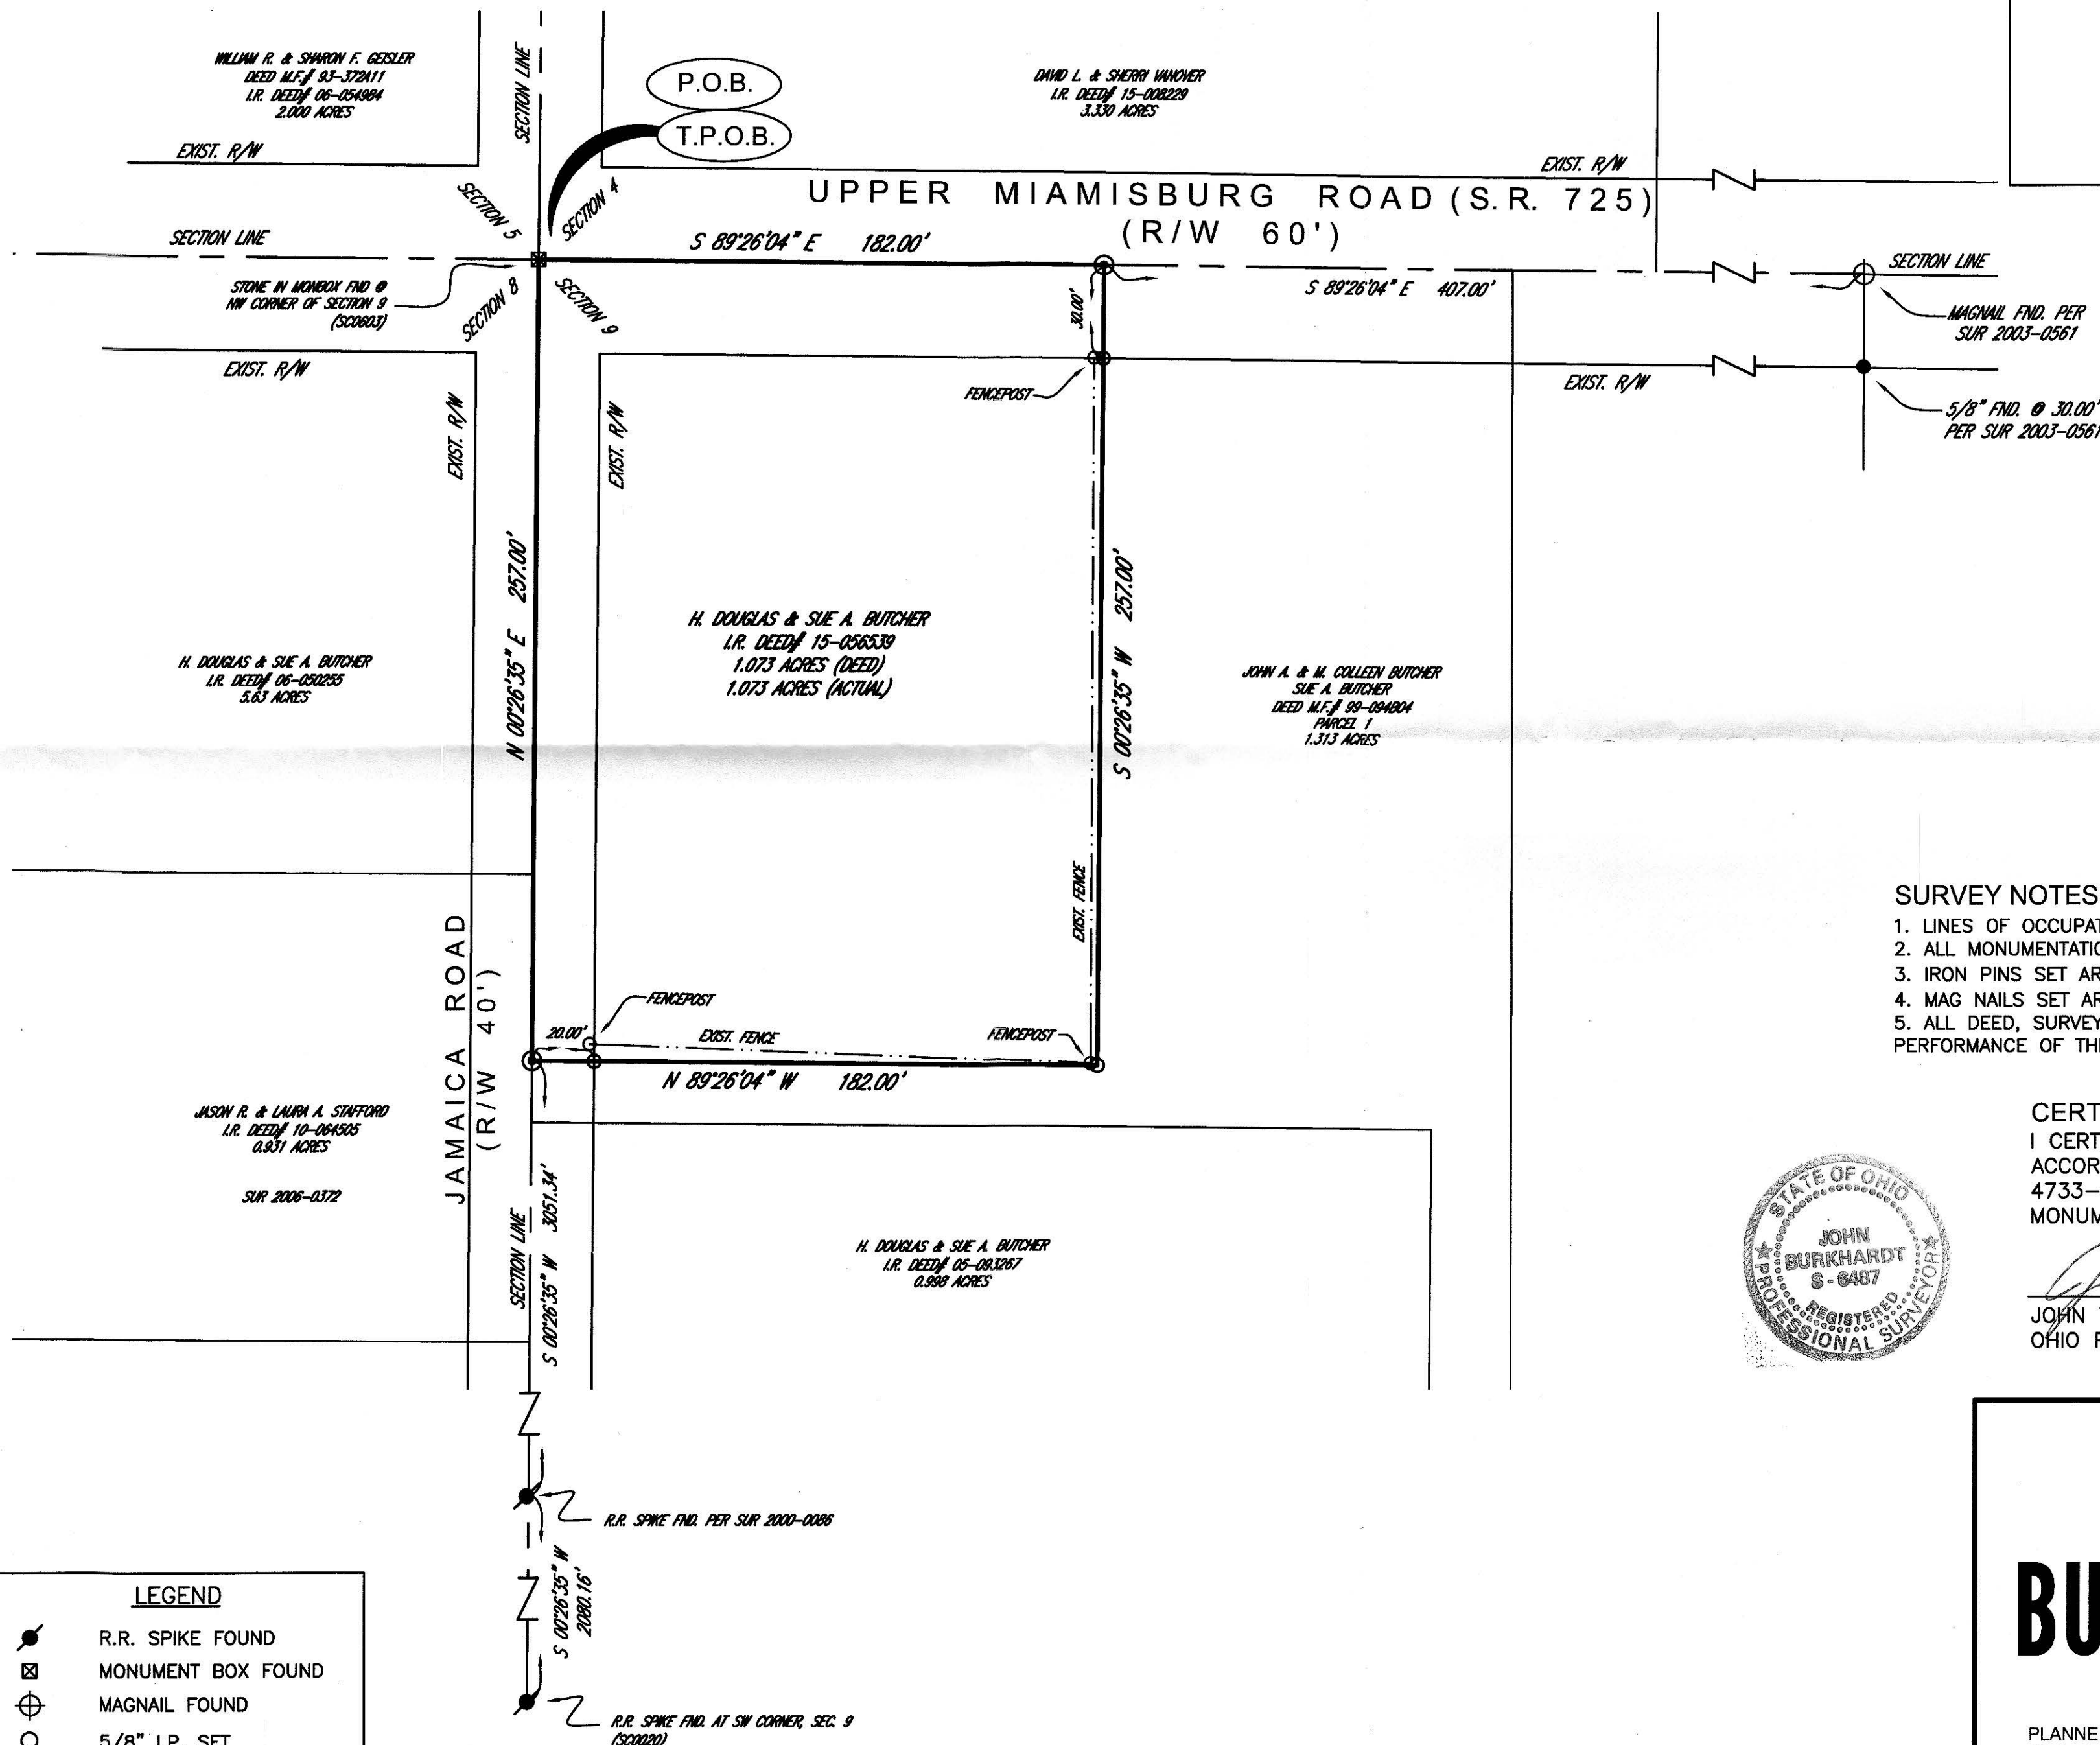 WILLIAM R. & SHARON F. GEISLER
DEED M.F.# 93-372A11
I.R. DEED# 06-054984
2.000 ACRES
SECTION LINE
P.O.B.
T.P.O.B.
DAVID L. & SHERRI VANOVER
I.R. DEED# 15-008229
3.330 ACRES
EXIST. R/W
EXIST. R/W
UPPER MIAMISBURG ROAD (S.R. 725)
(R/W 60')
SECTION 5
SECTION 4
SECTION 8
SECTION 9
SECTION LINE
S 89°26'04" E 182.00'
STONE IN MONBOX FND @
NW CORNER OF SECTION 9
(SC0603)
30.00'
S 89°26'04" E 407.00'
SECTION LINE
MAGNAIL FND. PER
SUR 2003-0561
EXIST. R/W
EXIST. R/W
EXIST. R/W
FENCEPOST
EXIST. R/W
5/8" FND. @ 30.00'
PER SUR 2003-0561
N 00°26'35" E 257.00'
S 00°26'35" W 257.00'
H. DOUGLAS & SUE A. BUTCHER
I.R. DEED# 15-056539
1.073 ACRES (DEED)
1.073 ACRES (ACTUAL)
H. DOUGLAS & SUE A. BUTCHER
I.R. DEED# 06-050255
5.63 ACRES
JOHN A. & M. COLLEEN BUTCHER
SUE A. BUTCHER
DEED M.F.# 99-094B04
PARCEL 1
1.313 ACRES
EXIST. FENCE
SURVEY NOTES
1. LINES OF OCCUPAT
2. ALL MONUMENTATIO
3. IRON PINS SET AR
4. MAG NAILS SET AR
5. ALL DEED, SURVEY
PERFORMANCE OF TH
JAMAICA ROAD
(R/W 40')
FENCEPOST
20.00'
EXIST. FENCE
FENCEPOST
N 89°26'04" W 182.00'
JASON R. & LAURA A. STAFFORD
I.R. DEED# 10-064505
0.931 ACRES
SUR 2006-0372
SECTION LINE
S 00°26'35" W 3051.34'
H. DOUGLAS & SUE A. BUTCHER
I.R. DEED# 05-093267
0.998 ACRES
STATE OF OHIO
JOHN
BURKHARDT
S-6487
REGISTERED
PROFESSIONAL SURVEYOR
CERT
I CERT
ACCOR
4733-
MONUM
JOHN
OHIO
R.R. SPIKE FND. PER SUR 2000-0086
S 00°26'35" W
2080.16'
R.R. SPIKE FND. AT SW CORNER, SEC. 9
(SC0020)
LEGEND
R.R. SPIKE FOUND
MONUMENT BOX FOUND
MAGNAIL FOUND
5/8" I.P. SET
BU
PLANNE